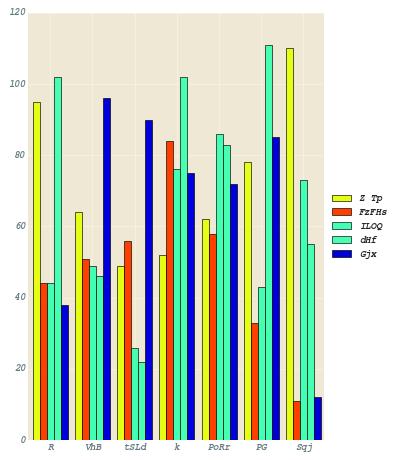 120
100
80
60
40
20
0
R VhB tSLd k PoRr PG Sqj
Z Tp
FzFHs
ILOQ
dHf
Gjx